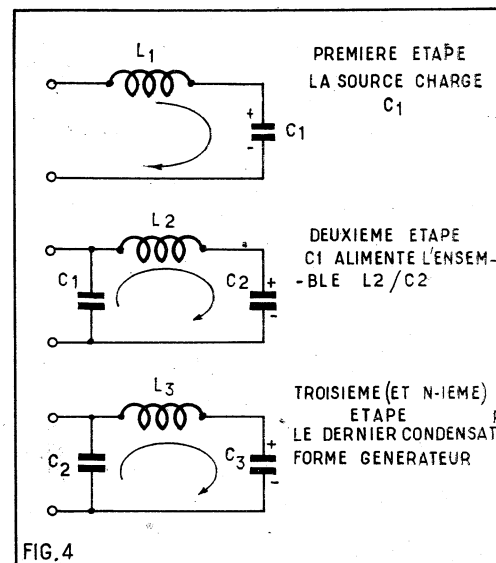 L1
PREMIERE ETAPE
LA SOURCE CHARGE
C1
+
C1
-
L2
DEUXIEME ETAPE
C1 ALIMENTE L'ENSEM-
-BLE L2/C2
C1
C2
+
-
L3
TROISIEME (ET N-IEME)
ETAPE
LE DERNIER CONDENSAT
FORME GENERATEUR
C2
C3
+
-
FIG.4